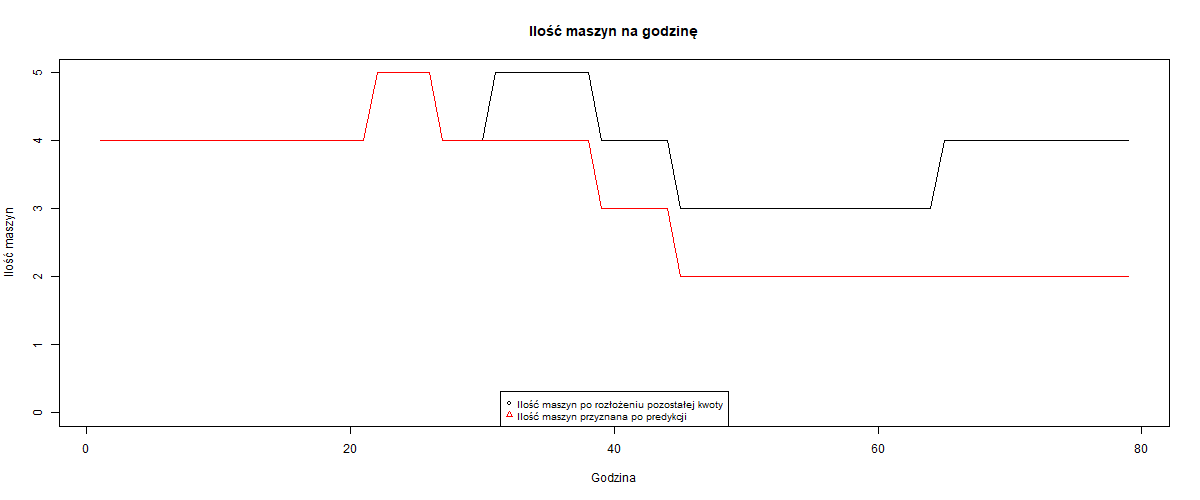 Ilość maszyn na godzinę
Ilość maszyn
5
4
3
2
1
0
Ilość maszyn po rozłożeniu pozostałej kwoty
Ilość maszyn przyznana po predykcji
0 20 40 60 80
Godzina